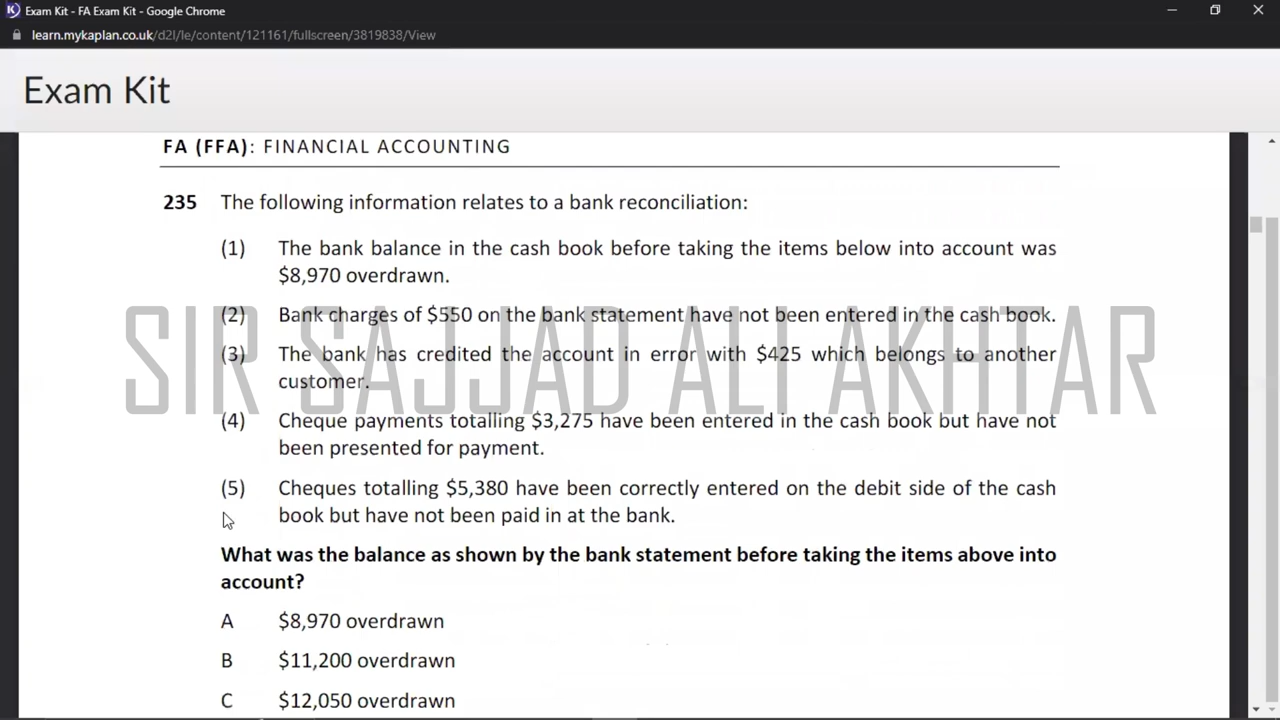 Exam Kit - FA Exam Kit - Google Chrome
learn.mykaplan.co.uk/d2l/le/content/121161/fullscreen/3819838/View
Exam Kit
FA (FFA): FINANCIAL ACCOUNTING
235 The following information relates to a bank reconciliation:
(1) The bank balance in the cash book before taking the items below into account was
$8,970 overdrawn.
(2) Bank charges of $550 on the bank statement have not been entered in the cash book.
(3) The bank has credited the account in error with $425 which belongs to another
customer.
SIR SAJJAD ALI AKHTAR
(4) Cheque payments totalling $3,275 have been entered in the cash book but have not
been presented for payment.
(5) Cheques totalling $5,380 have been correctly entered on the debit side of the cash
book but have not been paid in at the bank.
What was the balance as shown by the bank statement before taking the items above into
account?
A $8,970 overdrawn
B $11,200 overdrawn
C $12,050 overdrawn